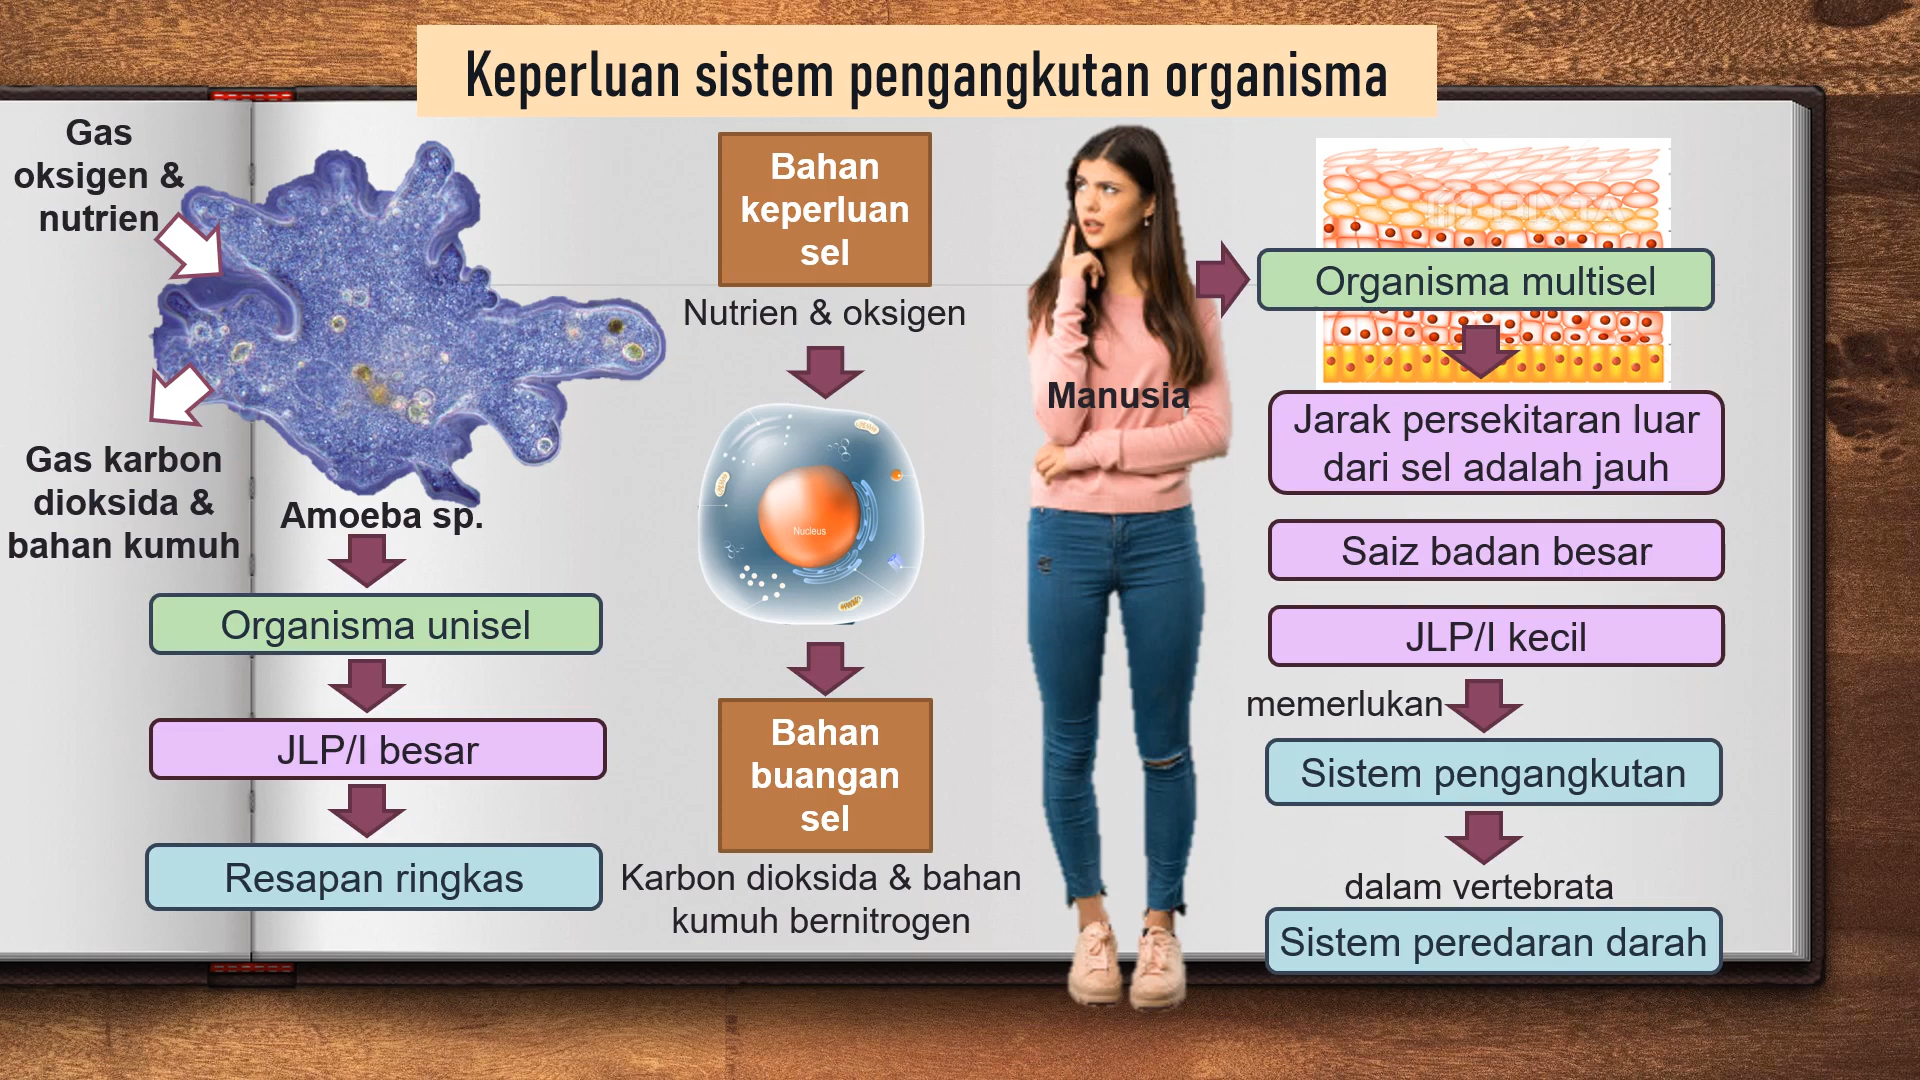 Keperluan sistem pengangkutan organisma
Gas
oksigen &
nutrien
Gas karbon
dioksida &
bahan kumuh
Amoeba sp.
Organisma unisel
JLP/I besar
Resapan ringkas
Bahan
keperluan
sel
Nutrien & oksigen
Nucleus
Bahan
buangan
sel
Karbon dioksida & bahan
kumuh bernitrogen
Manusia
Organisma multisel
Jarak persekitaran luar
dari sel adalah jauh
Saiz badan besar
JLP/I kecil
memerlukan
Sistem pengangkutan
dalam vertebrata
Sistem peredaran darah